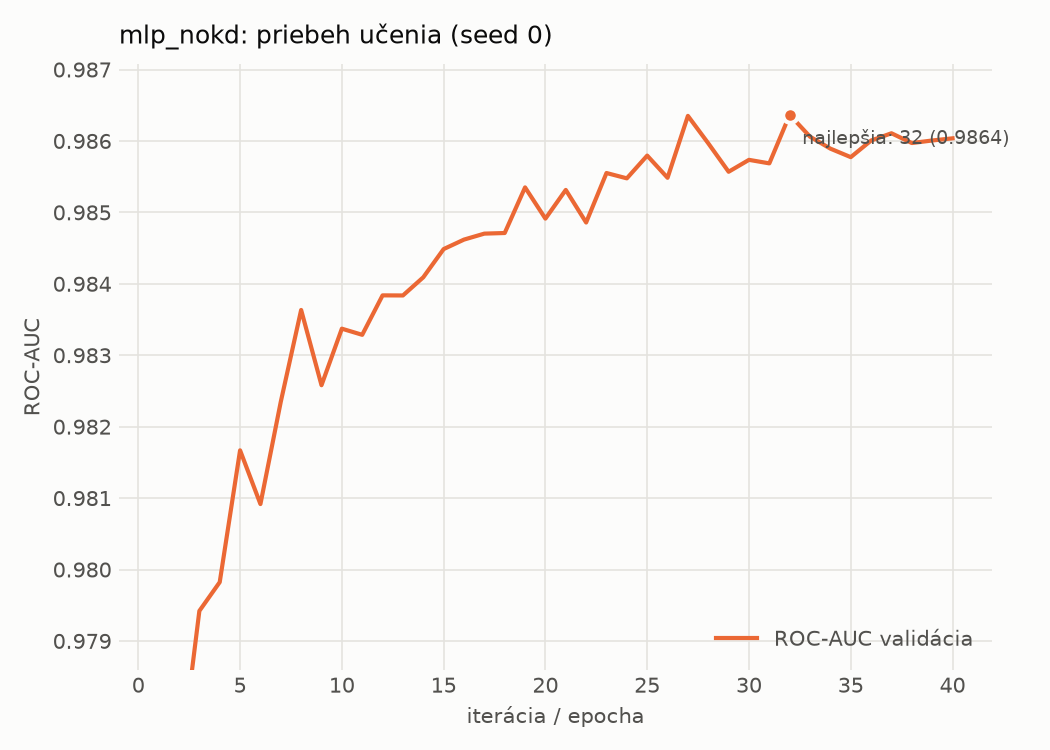 mlp_nokd: priebeh učenia (seed 0)
0.987
0.986
0.985
0.984
0.983
0.982
0.981
0.980
0.979
ROC-AUC
najlepšia: 32 (0.9864)
ROC-AUC validácia
0 5 10 15 20 25 30 35 40
iterácia / epocha